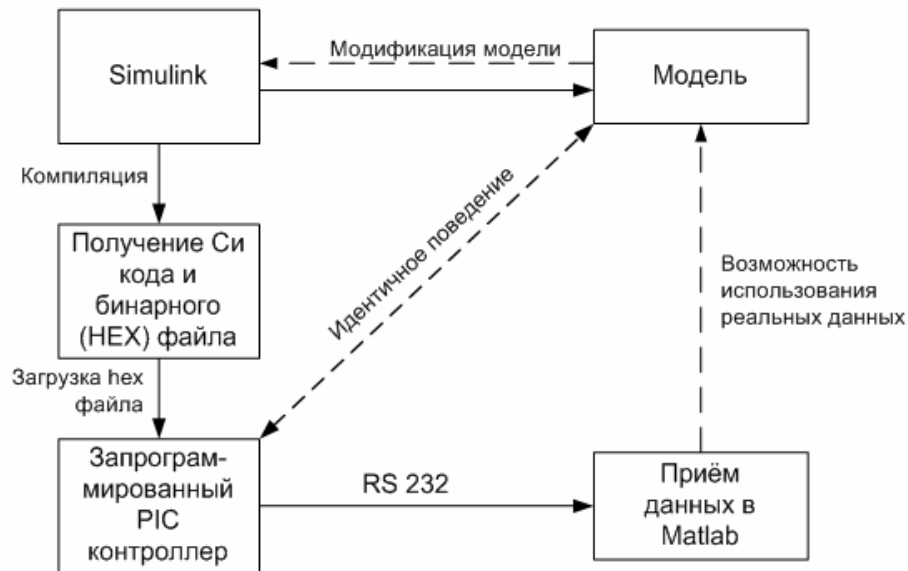 Simulink
Модификация модели
Модель
Компиляция
Получение Си
кода и
бинарного
(HEX) файла
Идентичное поведение
Возможность
использования
реальных данных
Загрузка hex
файла
Запрограм-
мированный
PIC
контроллер
RS 232
Приём
данных в
Matlab